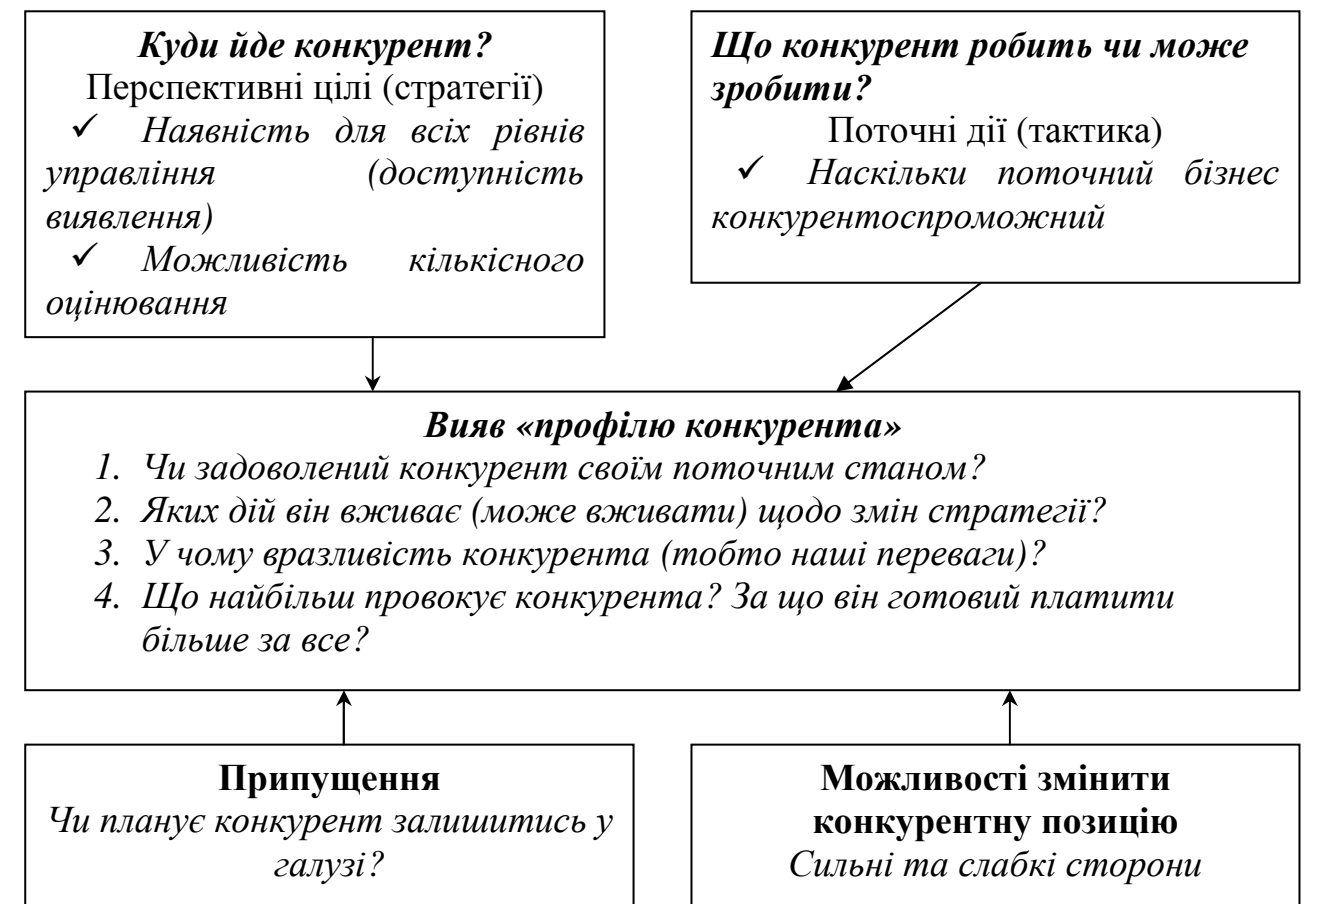 Куди йде конкурент?
Перспективні цілі (стратегії)
✓ Наявність для всіх рівнів
управління (доступність
виявлення)
✓ Можливість кількісного
оцінювання
Що конкурент робить чи може
зробити?
Поточні дії (тактика)
✓ Наскільки поточний бізнес
конкурентоспроможний
Вияв «профілю конкурента»
1. Чи задоволений конкурент своїм поточним станом?
2. Яких дій він вживає (може вживати) щодо змін стратегії?
3. У чому вразливість конкурента (тобто наші переваги)?
4. Що найбільш провокує конкурента? За що він готовий платити
більше за все?
Припущення
Чи планує конкурент залишитись у
галузі?
Можливості змінити
конкурентну позицію
Сильні та слабкі сторони